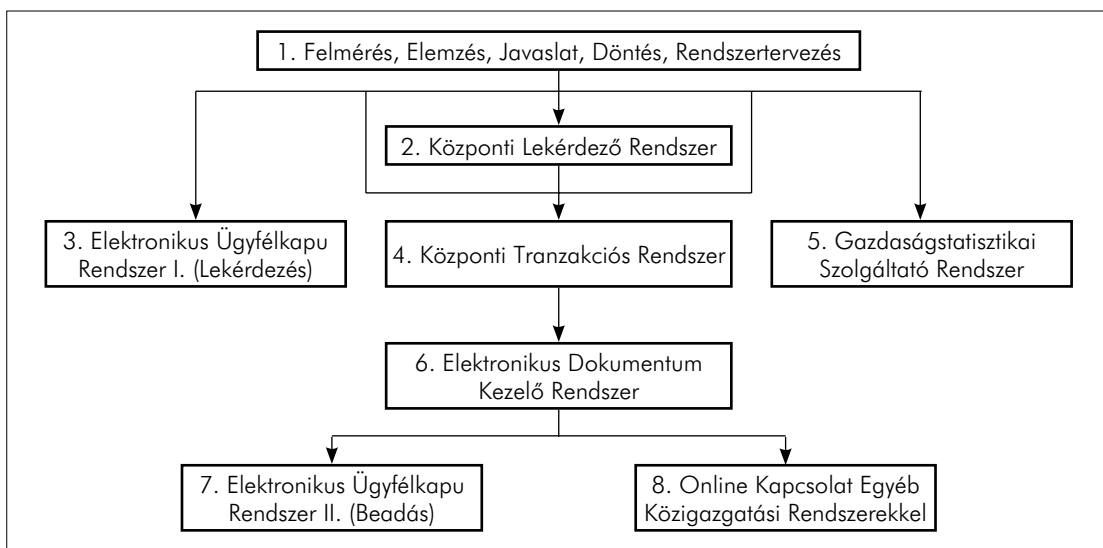 1. Felmérés, Elemzés, Javaslat, Döntés, Rendszertervezés
2. Központi Lekérdező Rendszer
3. Elektronikus Ügyfélkapu
Rendszer I. (Lekérdezés)
4. Központi Tranzakciós Rendszer
5. Gazdaságstatisztikai
Szolgáltató Rendszer
6. Elektronikus Dokumentum
Kezelő Rendszer
7. Elektronikus Ügyfélkapu
Rendszer II. (Beadás)
8. Online Kapcsolat Egyéb
Közigazgatási Rendszerekkel